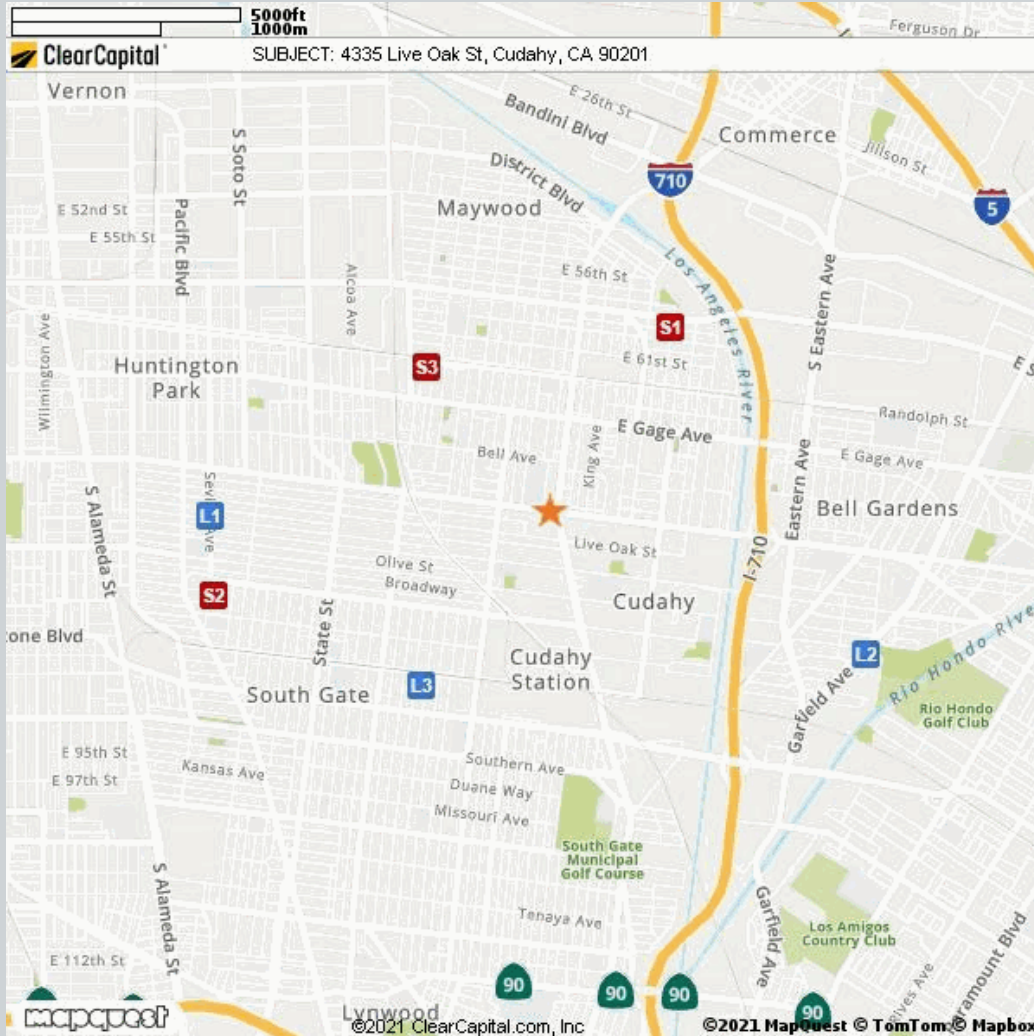 5000ft
1000m
Ferguson Dr
ClearCapital
SUBJECT: 4335 Live Oak St, Cudahy, CA 90201
Vernon
E 26th St
Bandini Blvd
Commerce
Jillson St
S Soto St
District Blvd
710
5
E 52nd St
Pacific Blvd
Maywood
E 55th St
Los Angeles River
Alcoa Ave
E 56th St
S Eastern Ave
S1
Wilmington Ave
Huntington
Park
S3
E 61st St
Randolph St
E Gage Ave
King Ave
Bell Ave
E Gage Ave
Eastern Ave
S Alameda St
L1
Bell Gardens
Live Oak St
I-710
Olive St
Broadway
S2
Cudahy
State St
one Blvd
Cudahy
Station
L2
Rio Hondo
South Gate
L3
Garfield Ave
Rio Hondo
Golf Club
E 95th St
Kansas Ave
Southern Ave
E 97th St
Duane Way
Missouri Ave
South Gate
Municipal
Golf Course
S Alameda St
Tenaya Ave
Garfield Ave
Los Amigos
Country Club
E 112th St
90
90
90
90
mapquest
Lynwood
©2021 ClearCapital.com, Inc
©2021 MapQuest © TomTom ©